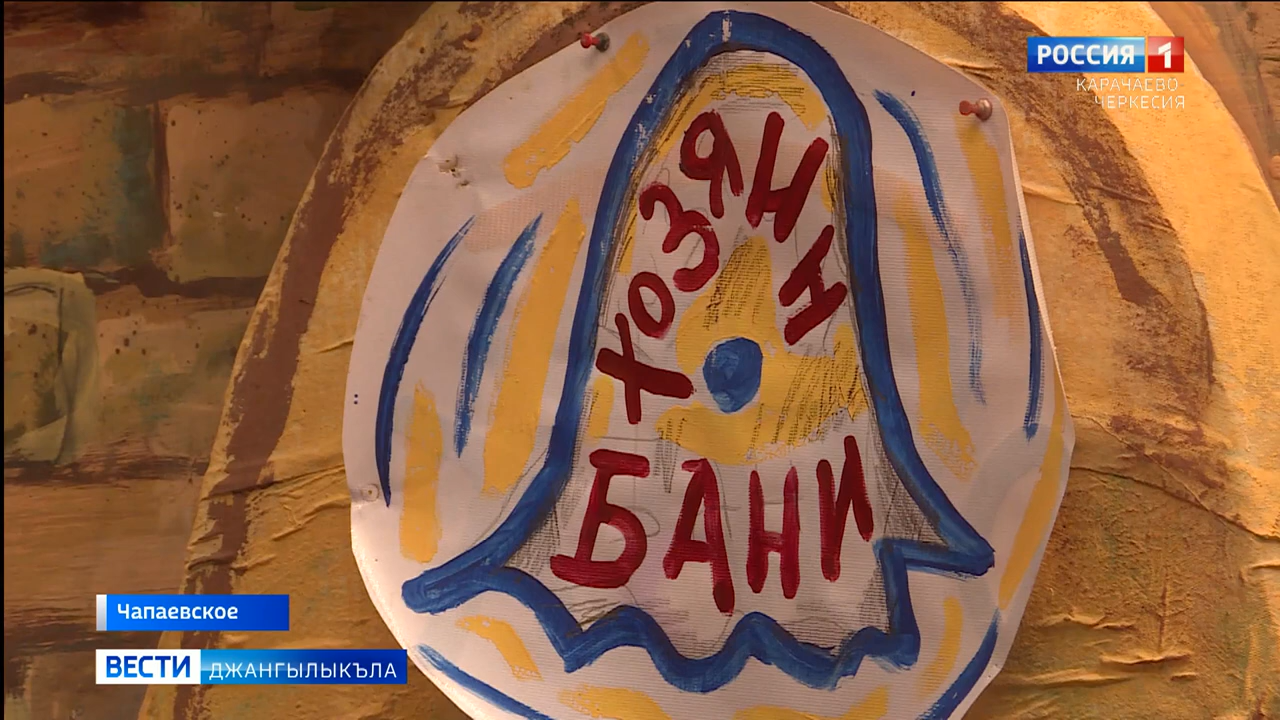 РОССИЯ 1
КАРАЧАЕВО-
ЧЕРКЕСИЯ
ХОЗЯИН
БАНИ
Чапаевское
ВЕСТИ ДЖАНГЫЛЫКЪЛА